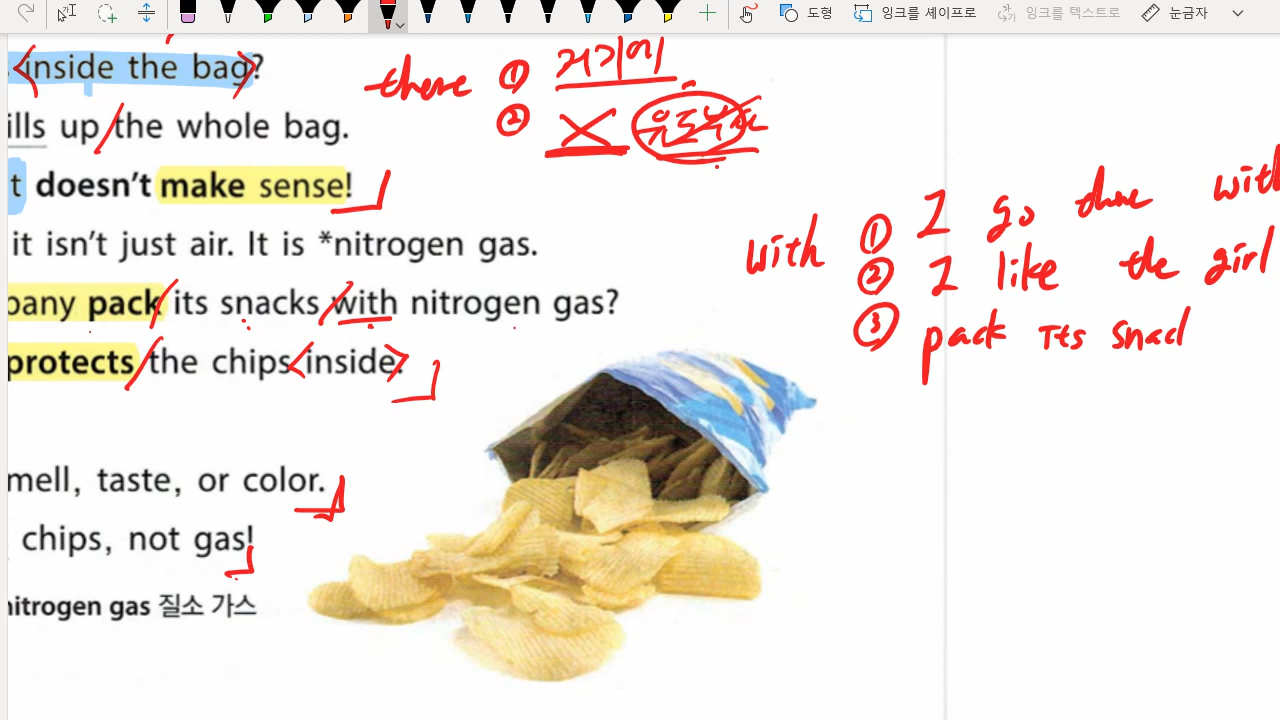 도형 잉크를 셰이프로 잉크를 텍스트로 눈금자
inside the bag?
ills up the whole bag.
t doesn't make sense!
it isn't just air. It is *nitrogen gas.
pany pack its snacks with nitrogen gas?
protects the chips inside.
mell, taste, or color.
chips, not gas!
nitrogen gas 질소 가스
there ① 거기에
② X 유도부사
with ① I go there with
② I like the girl
③ pack its snac